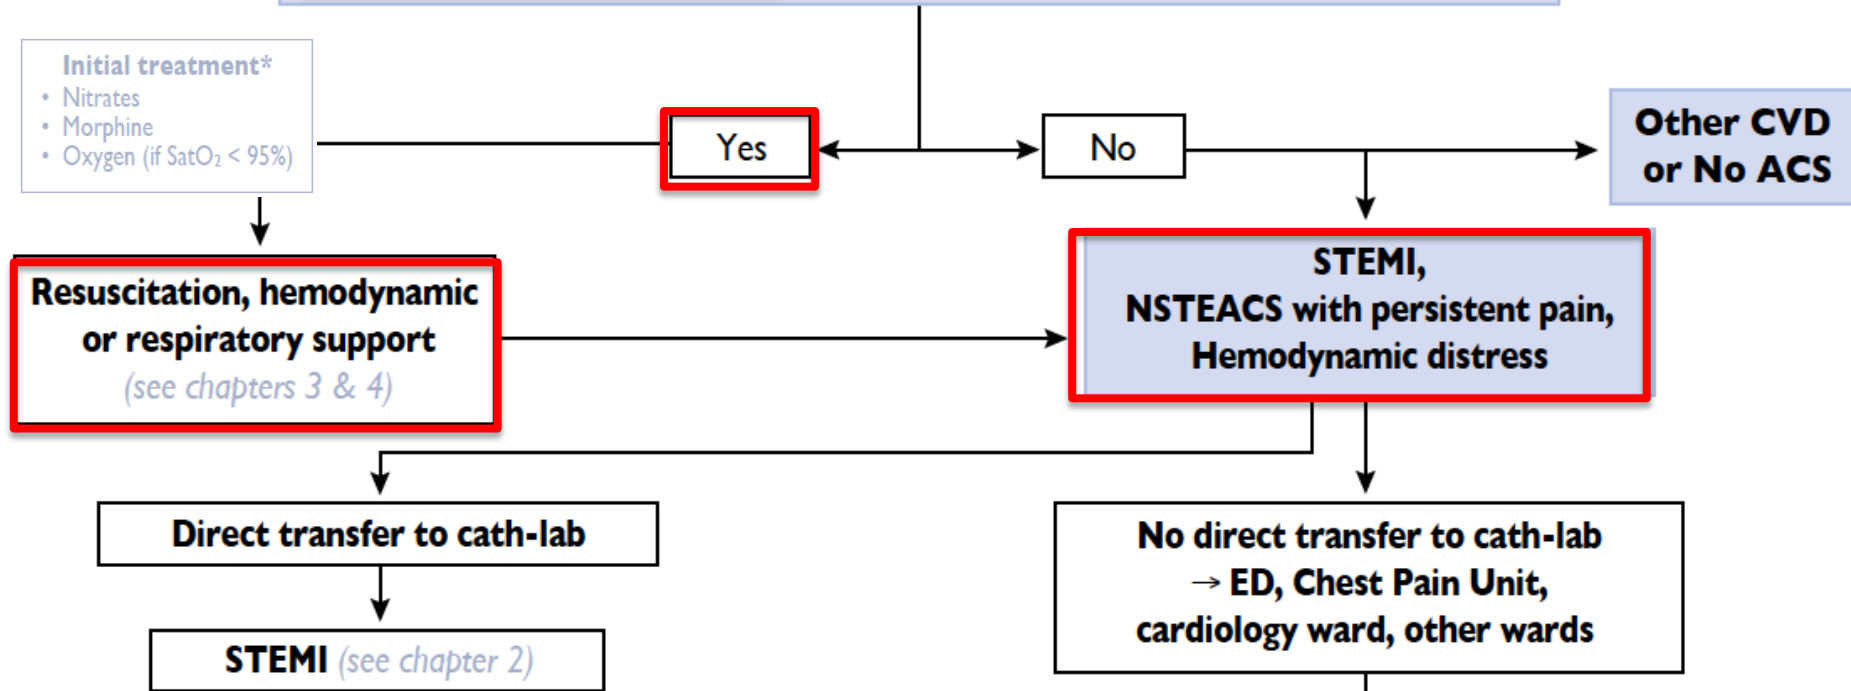 Initial treatment*
• Nitrates
• Morphine
• Oxygen (if SatO₂ < 95%)
Yes
No
Other CVD
or No ACS
Resuscitation, hemodynamic
or respiratory support
(see chapters 3 & 4)
STEMI,
NSTEACS with persistent pain,
Hemodynamic distress
Direct transfer to cath-lab
No direct transfer to cath-lab
→ ED, Chest Pain Unit,
cardiology ward, other wards
STEMI (see chapter 2)